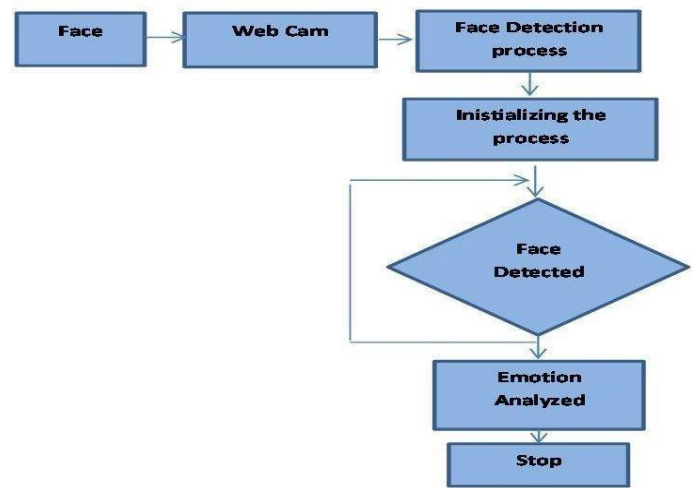 Face
Web Cam
Face Detection
process
Inistializing the
process
Face
Detected
Emotion
Analyzed
Stop